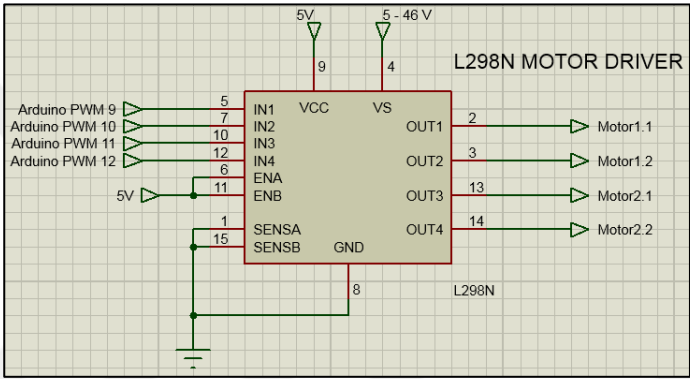 5V
5 - 46 V
L298N MOTOR DRIVER
9
4
Arduino PWM 9
5
IN1
VCC
VS
Arduino PWM 10
7
IN2
OUT1
2
Motor1.1
Arduino PWM 11
10
IN3
Arduino PWM 12
12
IN4
OUT2
3
Motor1.2
6
ENA
5V
11
ENB
OUT3
13
Motor2.1
1
SENSA
OUT4
14
Motor2.2
15
SENSB
GND
8
L298N